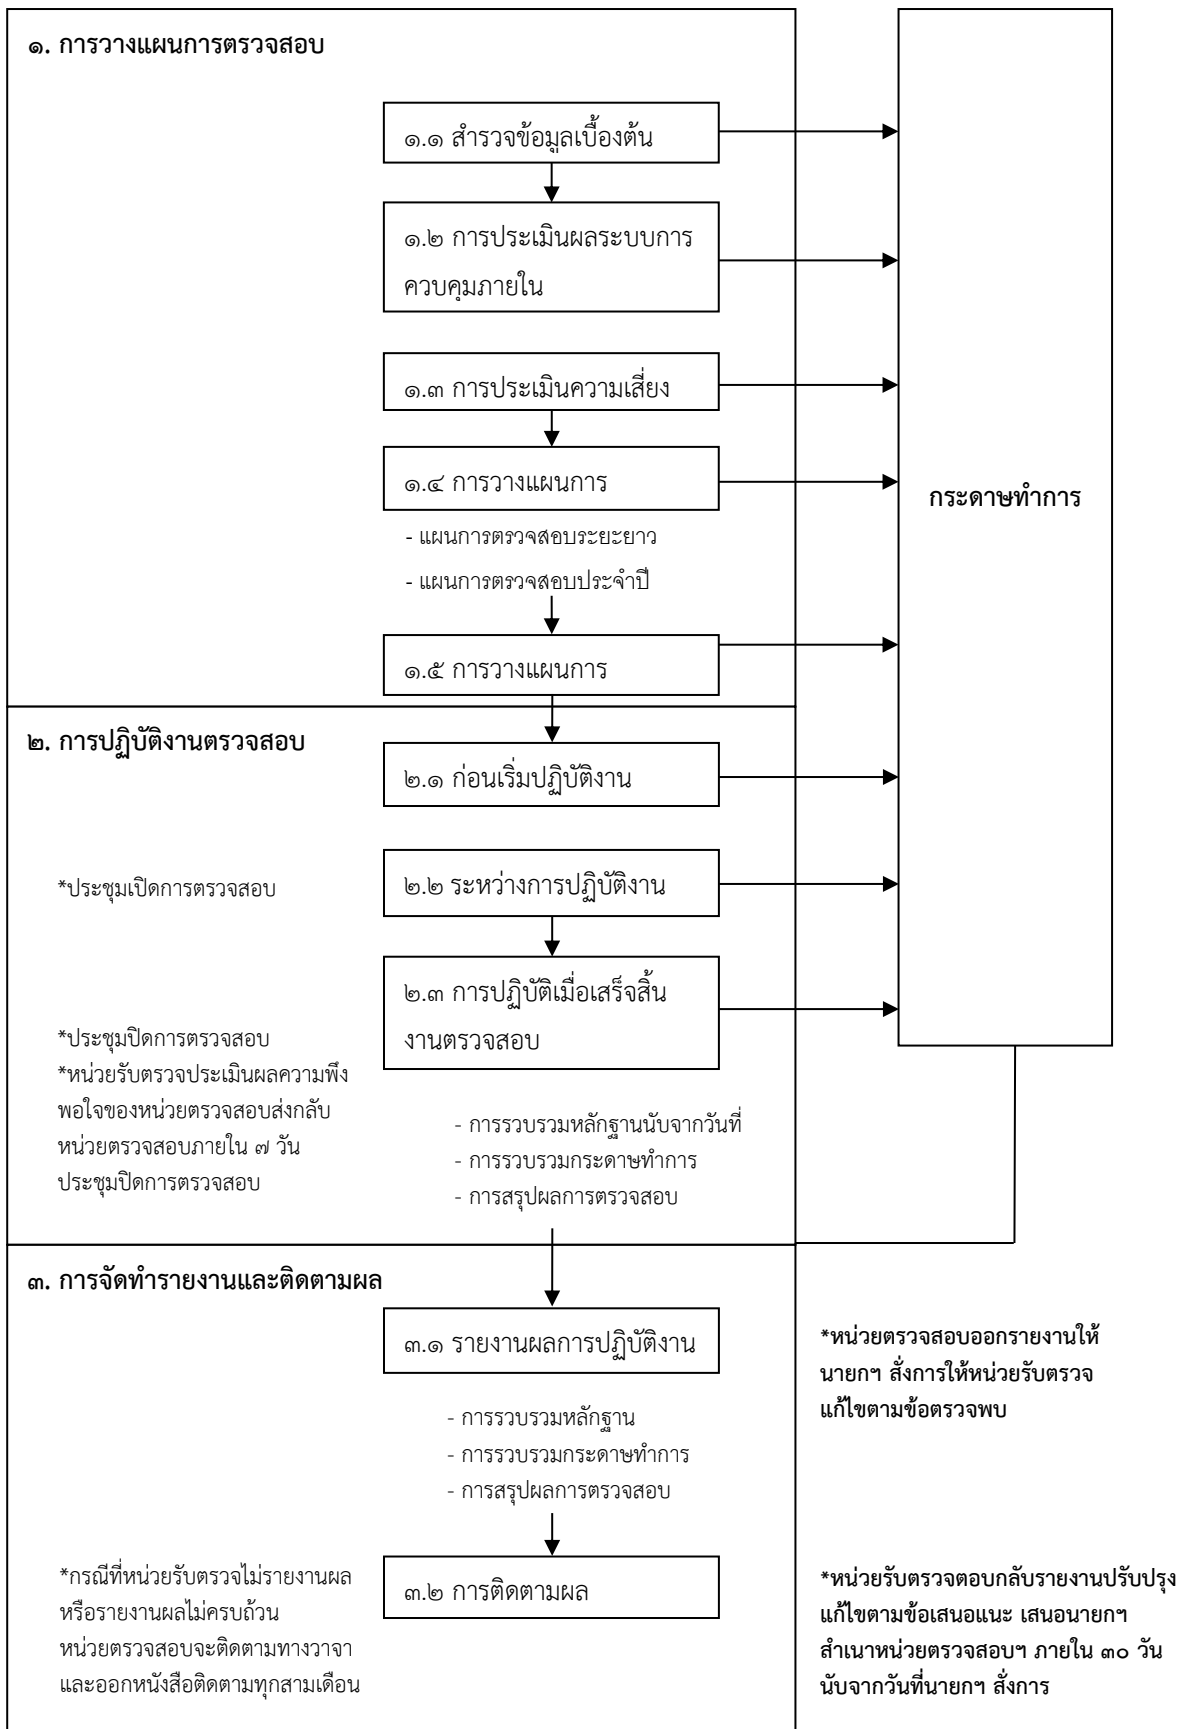 ๑. การวางแผนการตรวจสอบ
๑.๑ สำรวจข้อมูลเบื้องต้น
๑.๒ การประเมินผลระบบการ
ควบคุมภายใน
๑.๓ การประเมินความเสี่ยง
๑.๔ การวางแผนการ
- แผนการตรวจสอบระยะยาว
- แผนการตรวจสอบประจำปี
๑.๕ การวางแผนการ
กระดาษทำการ
๒. การปฏิบัติงานตรวจสอบ
๒.๑ ก่อนเริ่มปฏิบัติงาน
*ประชุมเปิดการตรวจสอบ
๒.๒ ระหว่างการปฏิบัติงาน
๒.๓ การปฏิบัติเมื่อเสร็จสิ้น
งานตรวจสอบ
*ประชุมปิดการตรวจสอบ
*หน่วยรับตรวจประเมินผลความพึง
พอใจของหน่วยตรวจสอบส่งกลับ
หน่วยตรวจสอบภายใน ๗ วัน
ประชุมปิดการตรวจสอบ
- การรวบรวมหลักฐานนับจากวันที่
- การรวบรวมกระดาษทำการ
- การสรุปผลการตรวจสอบ
๓. การจัดทำรายงานและติดตามผล
๓.๑ รายงานผลการปฏิบัติงาน
*หน่วยตรวจสอบออกรายงานให้
นายกฯ สั่งการให้หน่วยรับตรวจ
แก้ไขตามข้อตรวจพบ
- การรวบรวมหลักฐาน
- การรวบรวมกระดาษทำการ
- การสรุปผลการตรวจสอบ
*กรณีที่หน่วยรับตรวจไม่รายงานผล
หรือรายงานผลไม่ครบถ้วน
หน่วยตรวจสอบจะติดตามทางวาจา
และออกหนังสือติดตามทุกสามเดือน
๓.๒ การติดตามผล
*หน่วยรับตรวจตอบกลับรายงานปรับปรุง
แก้ไขตามข้อเสนอแนะ เสนอนายกฯ
สำเนาหน่วยตรวจสอบฯ ภายใน ๓๐ วัน
นับจากวันที่นายกฯ สั่งการ